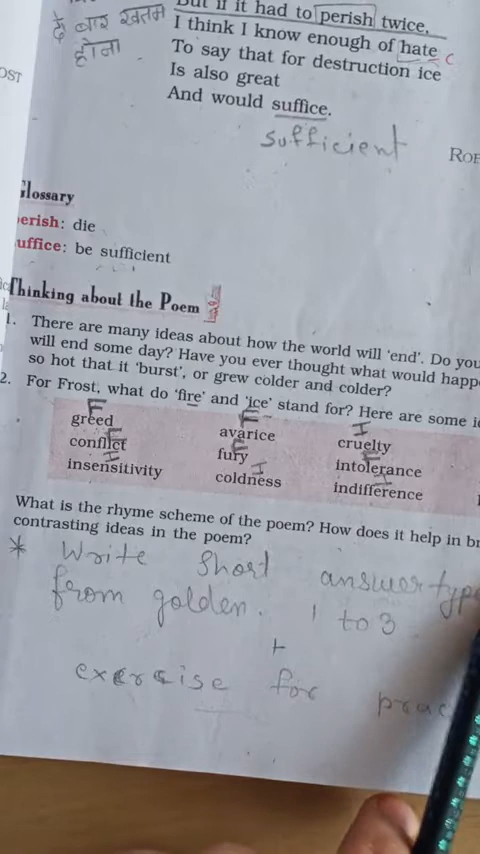 But if it had to perish twice,
दो बार खतम
होना
I think I know enough of hate
C
To say that for destruction ice
OST
Is also great
And would suffice.
sufficient
ROB
Glossary
perish: die
suffice: be sufficient
Thinking about the Poem
1. There are many ideas about how the world will ‘end’. Do you
will end some day? Have you ever thought what would happ
so hot that it ‘burst’, or grew colder and colder?
2. For Frost, what do ‘fire’ and ‘ice’ stand for? Here are some i
F F I
greed avarice cruelty
F F F
conflict fury intolerance
I I
insensitivity coldness indifference
What is the rhyme scheme of the poem? How does it help in br
contrasting ideas in the poem?
* Write short answer type
from golden. 1 to 3
+
exercise for prac